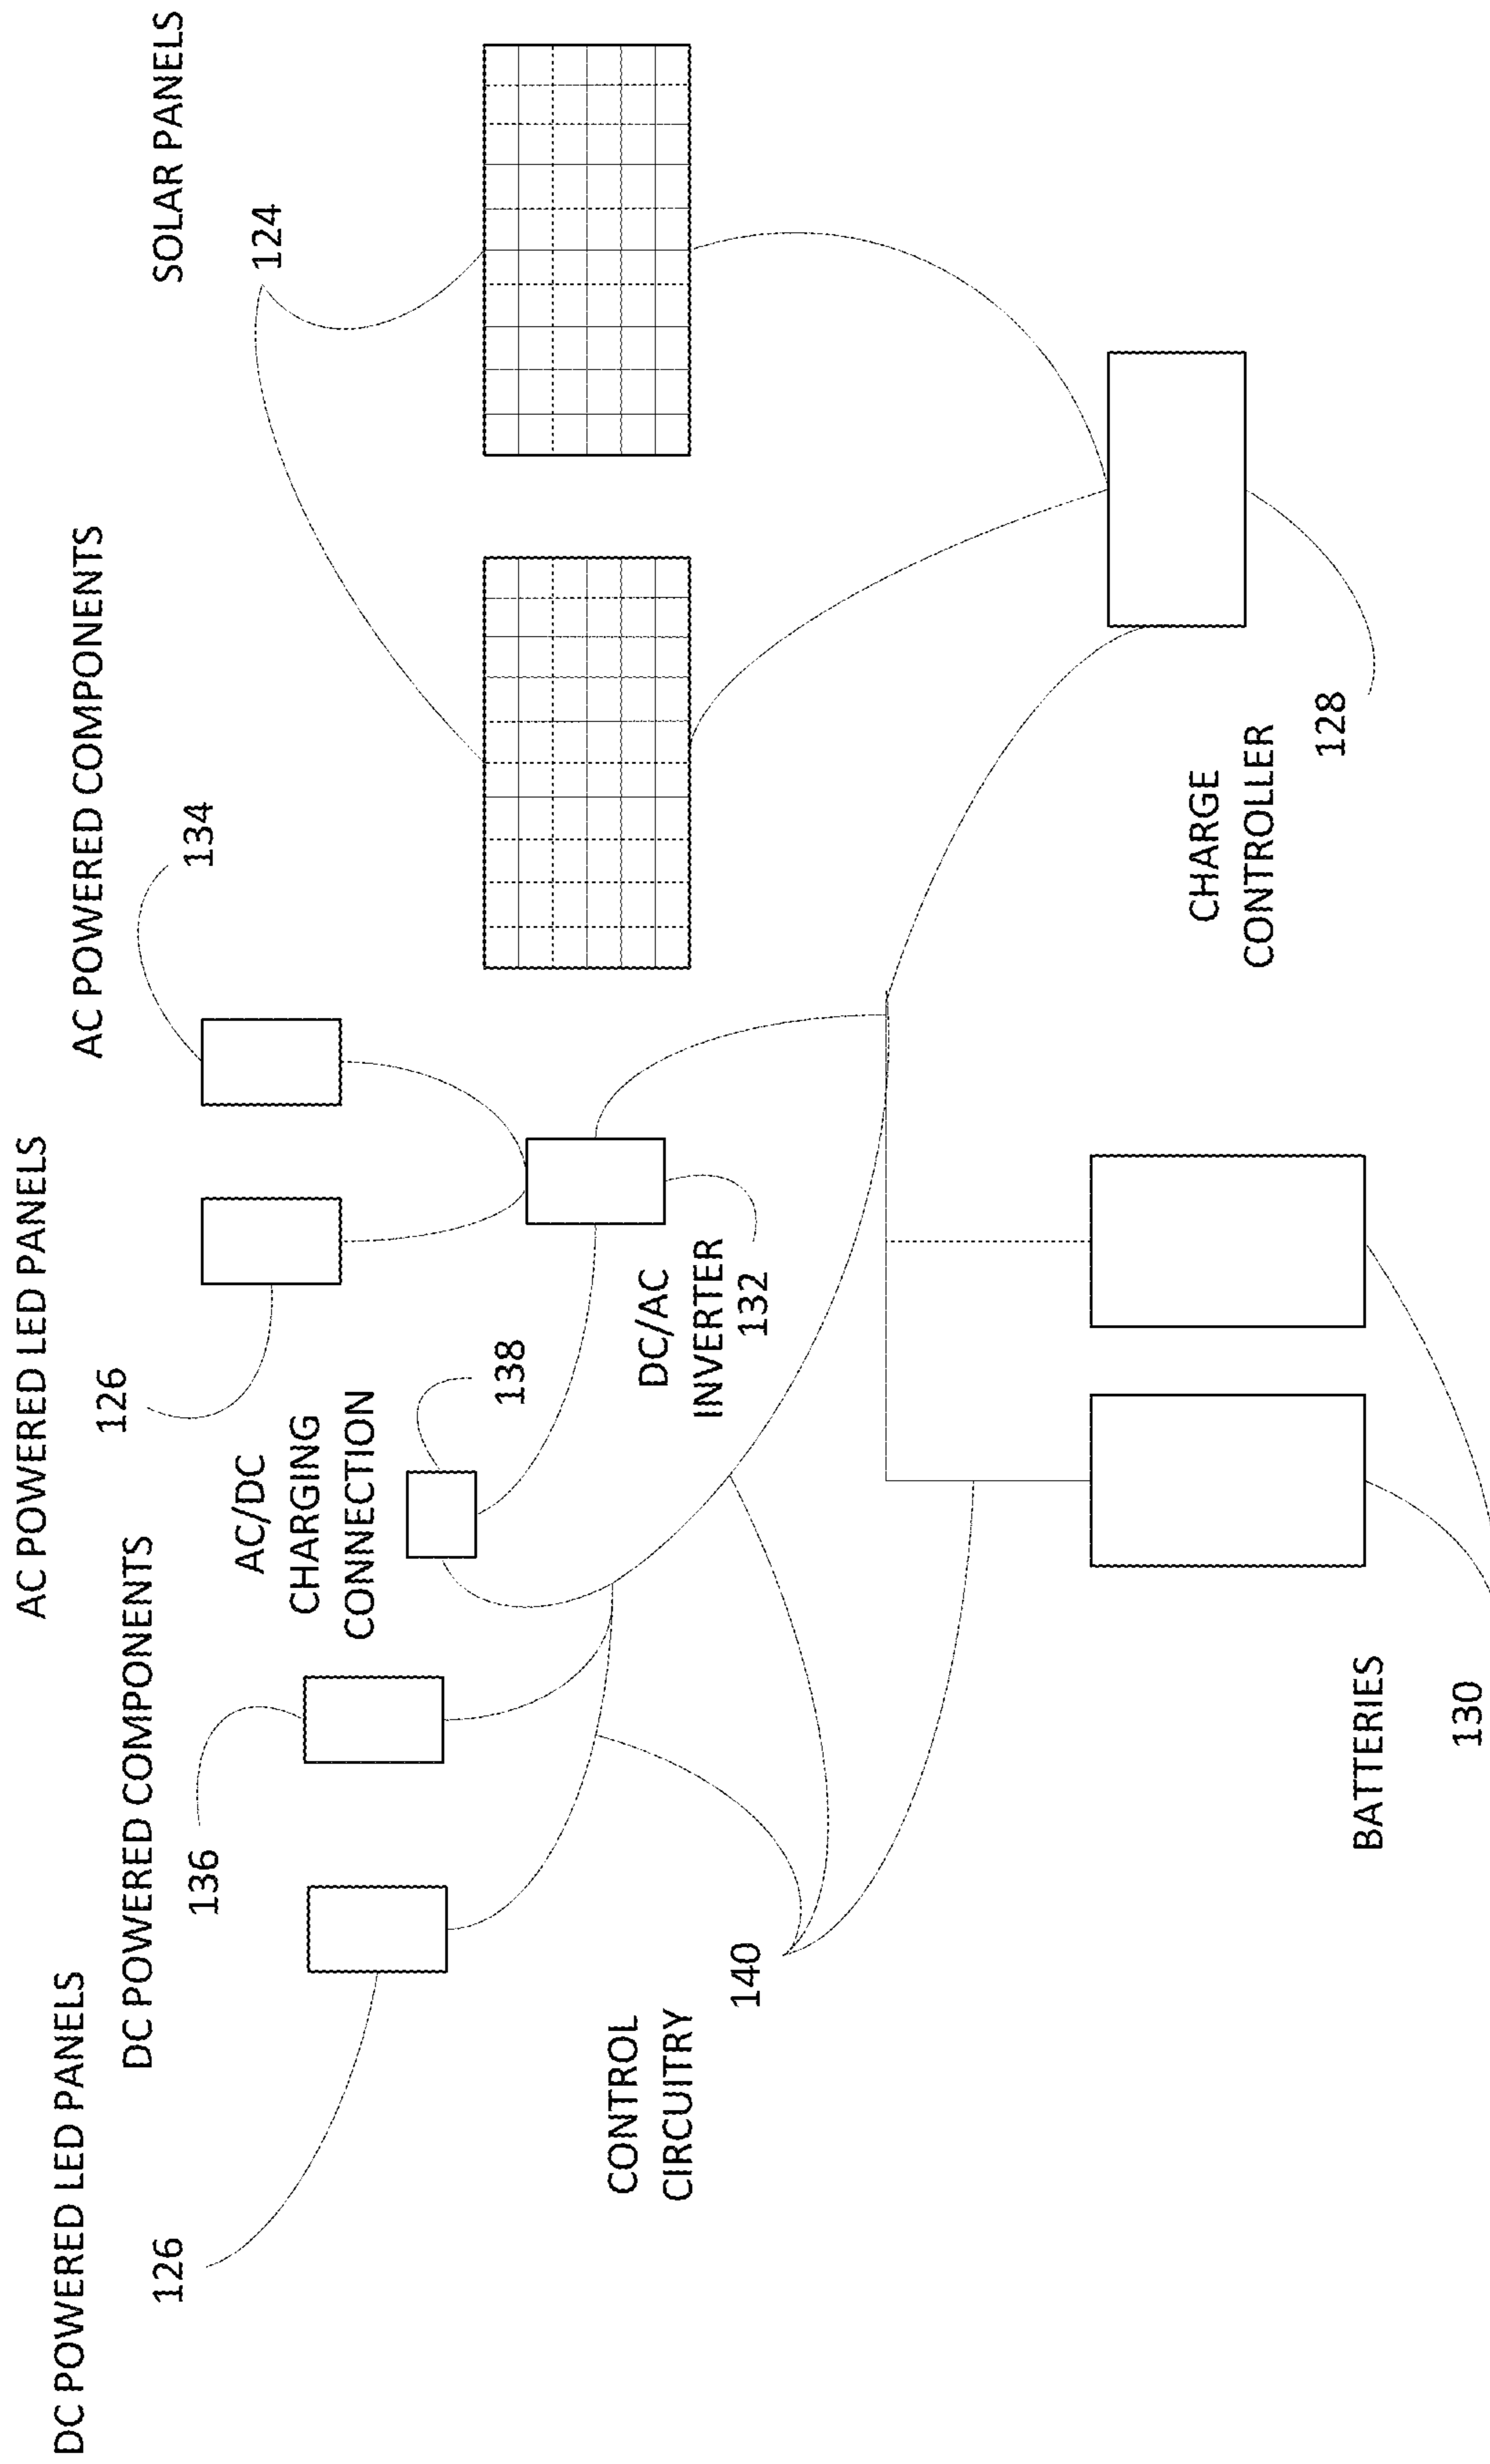 DC POWERED LED PANELS
126
DC POWERED COMPONENTS
136
AC POWERED LED PANELS
126
AC POWERED COMPONENTS
134
SOLAR PANELS
124
AC/DC
CHARGING
CONNECTION
138
DC/AC
INVERTER
132
CONTROL
CIRCUITRY
140
CHARGE
CONTROLLER
128
BATTERIES
130